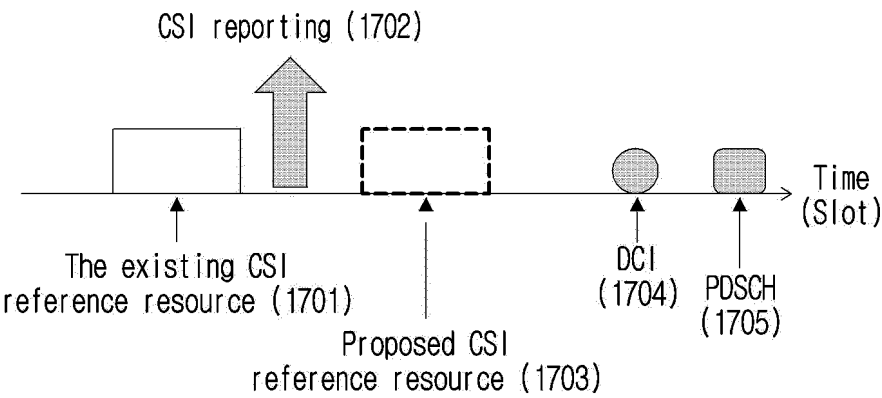 CSI reporting (1702)
Time
(Slot)
The existing CSI
reference resource (1701)
DCI
(1704)
PDSCH
(1705)
Proposed CSI
reference resource (1703)